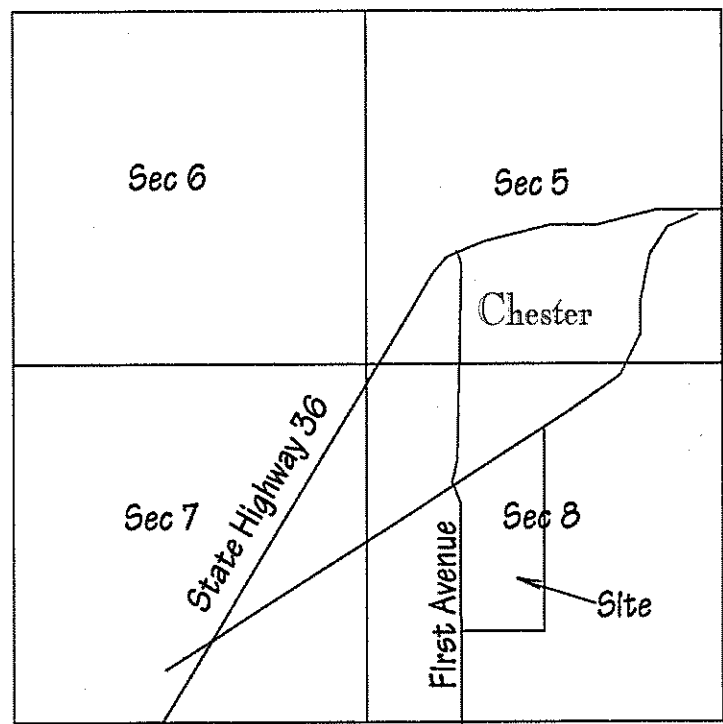 Sec 6
Sec 5
Chester
State Highway 36
Sec 7
Sec 8
First Avenue
Site